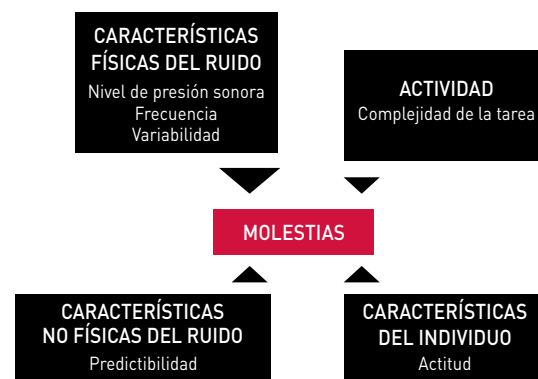 CARACTERÍSTICAS
FÍSICAS DEL RUIDO
Nivel de presión sonora
Frecuencia
Variabilidad
ACTIVIDAD
Complejidad de la tarea
MOLESTIAS
CARACTERÍSTICAS
NO FÍSICAS DEL RUIDO
Predictibilidad
CARACTERÍSTICAS
DEL INDIVIDUO
Actitud